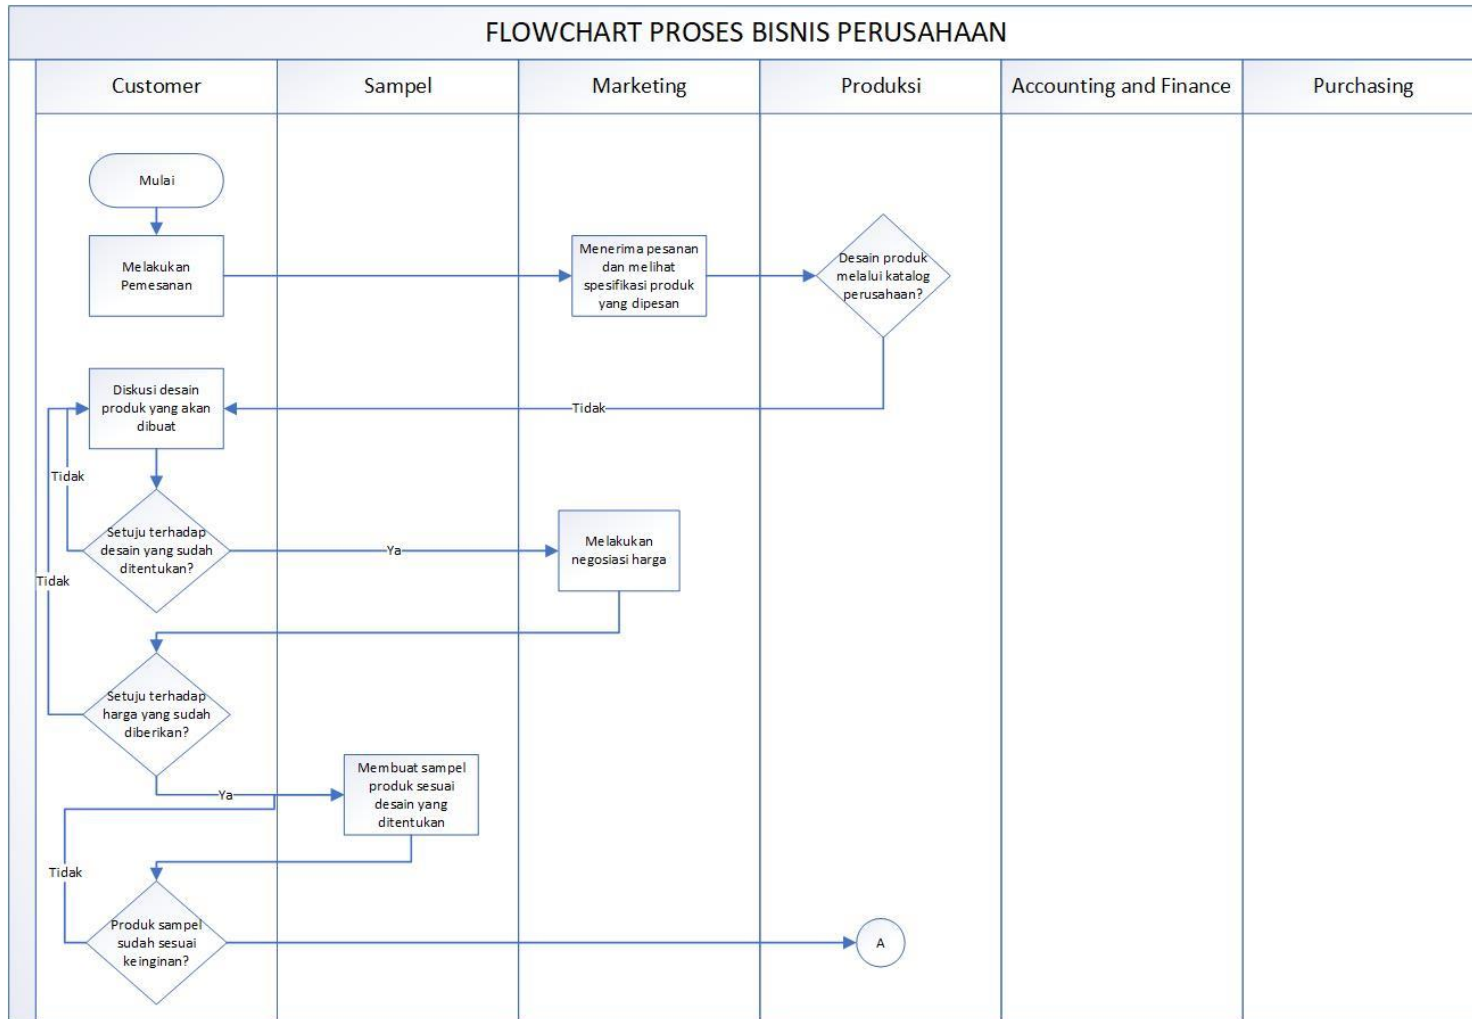 FLOWCHART PROSES BISNIS PERUSAHAAN
Customer
Sampel
Marketing
Produksi
Accounting and Finance
Purchasing
Mulai
Melakukan
Pemesanan
Menerima pesanan
dan melihat
spesifikasi produk
yang dipesan
Desain produk
melalui katalog
perusahaan?
Diskusi desain
produk yang akan
dibuat
Tidak
Tidak
Setuju terhadap
desain yang sudah
ditentukan?
Ya
Melakukan
negosiasi harga
Tidak
Setuju terhadap
harga yang sudah
diberikan?
Ya
Membuat sampel
produk sesuai
desain yang
ditentukan
Tidak
Produk sampel
sudah sesuai
keinginan?
A